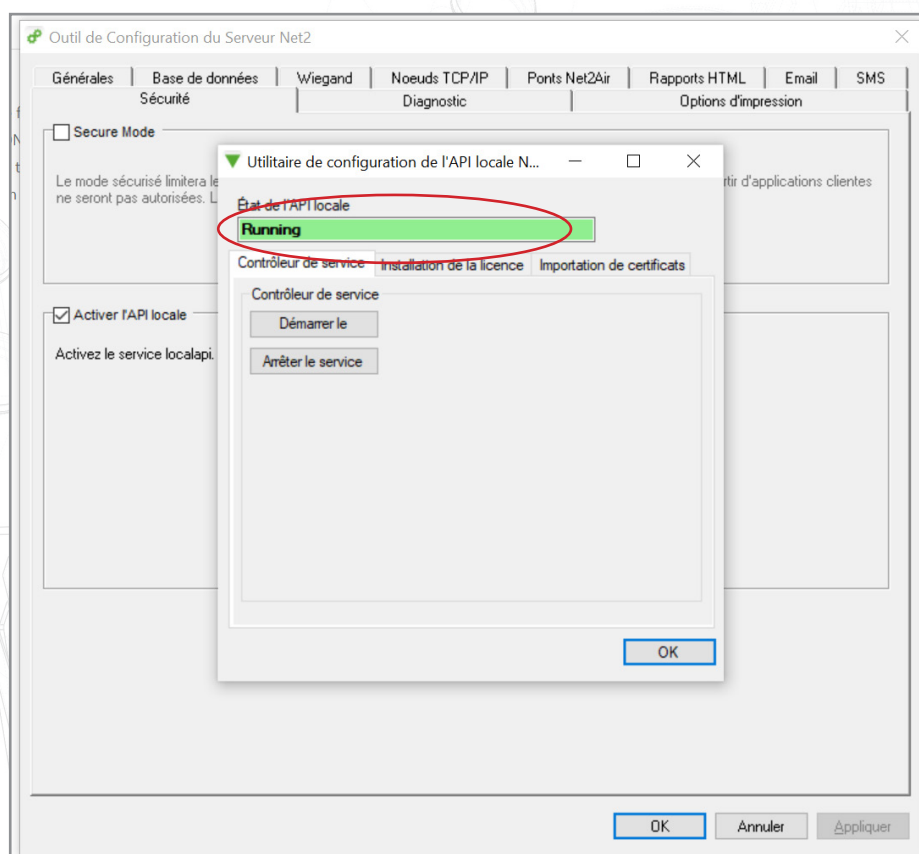 Outil de Configuration du Serveur Net2
Générales Base de données Wiegand Noeuds TCP/IP Ponts Net2Air Rapports HTML Email SMS
Sécurité Diagnostic Options d'impression
Secure Mode
Le mode sécurisé limitera le
ne seront pas autorisées. L
d'applications clientes
Utilitaire de configuration de l'API locale N...
État de l'API locale
Running
Contrôleur de service Installation de la licence Importation de certificats
Contrôleur de service
Démarrer le
Arrêter le service
Activer l'API locale
Activez le service localapi.
OK
OK Annuler Appliquer